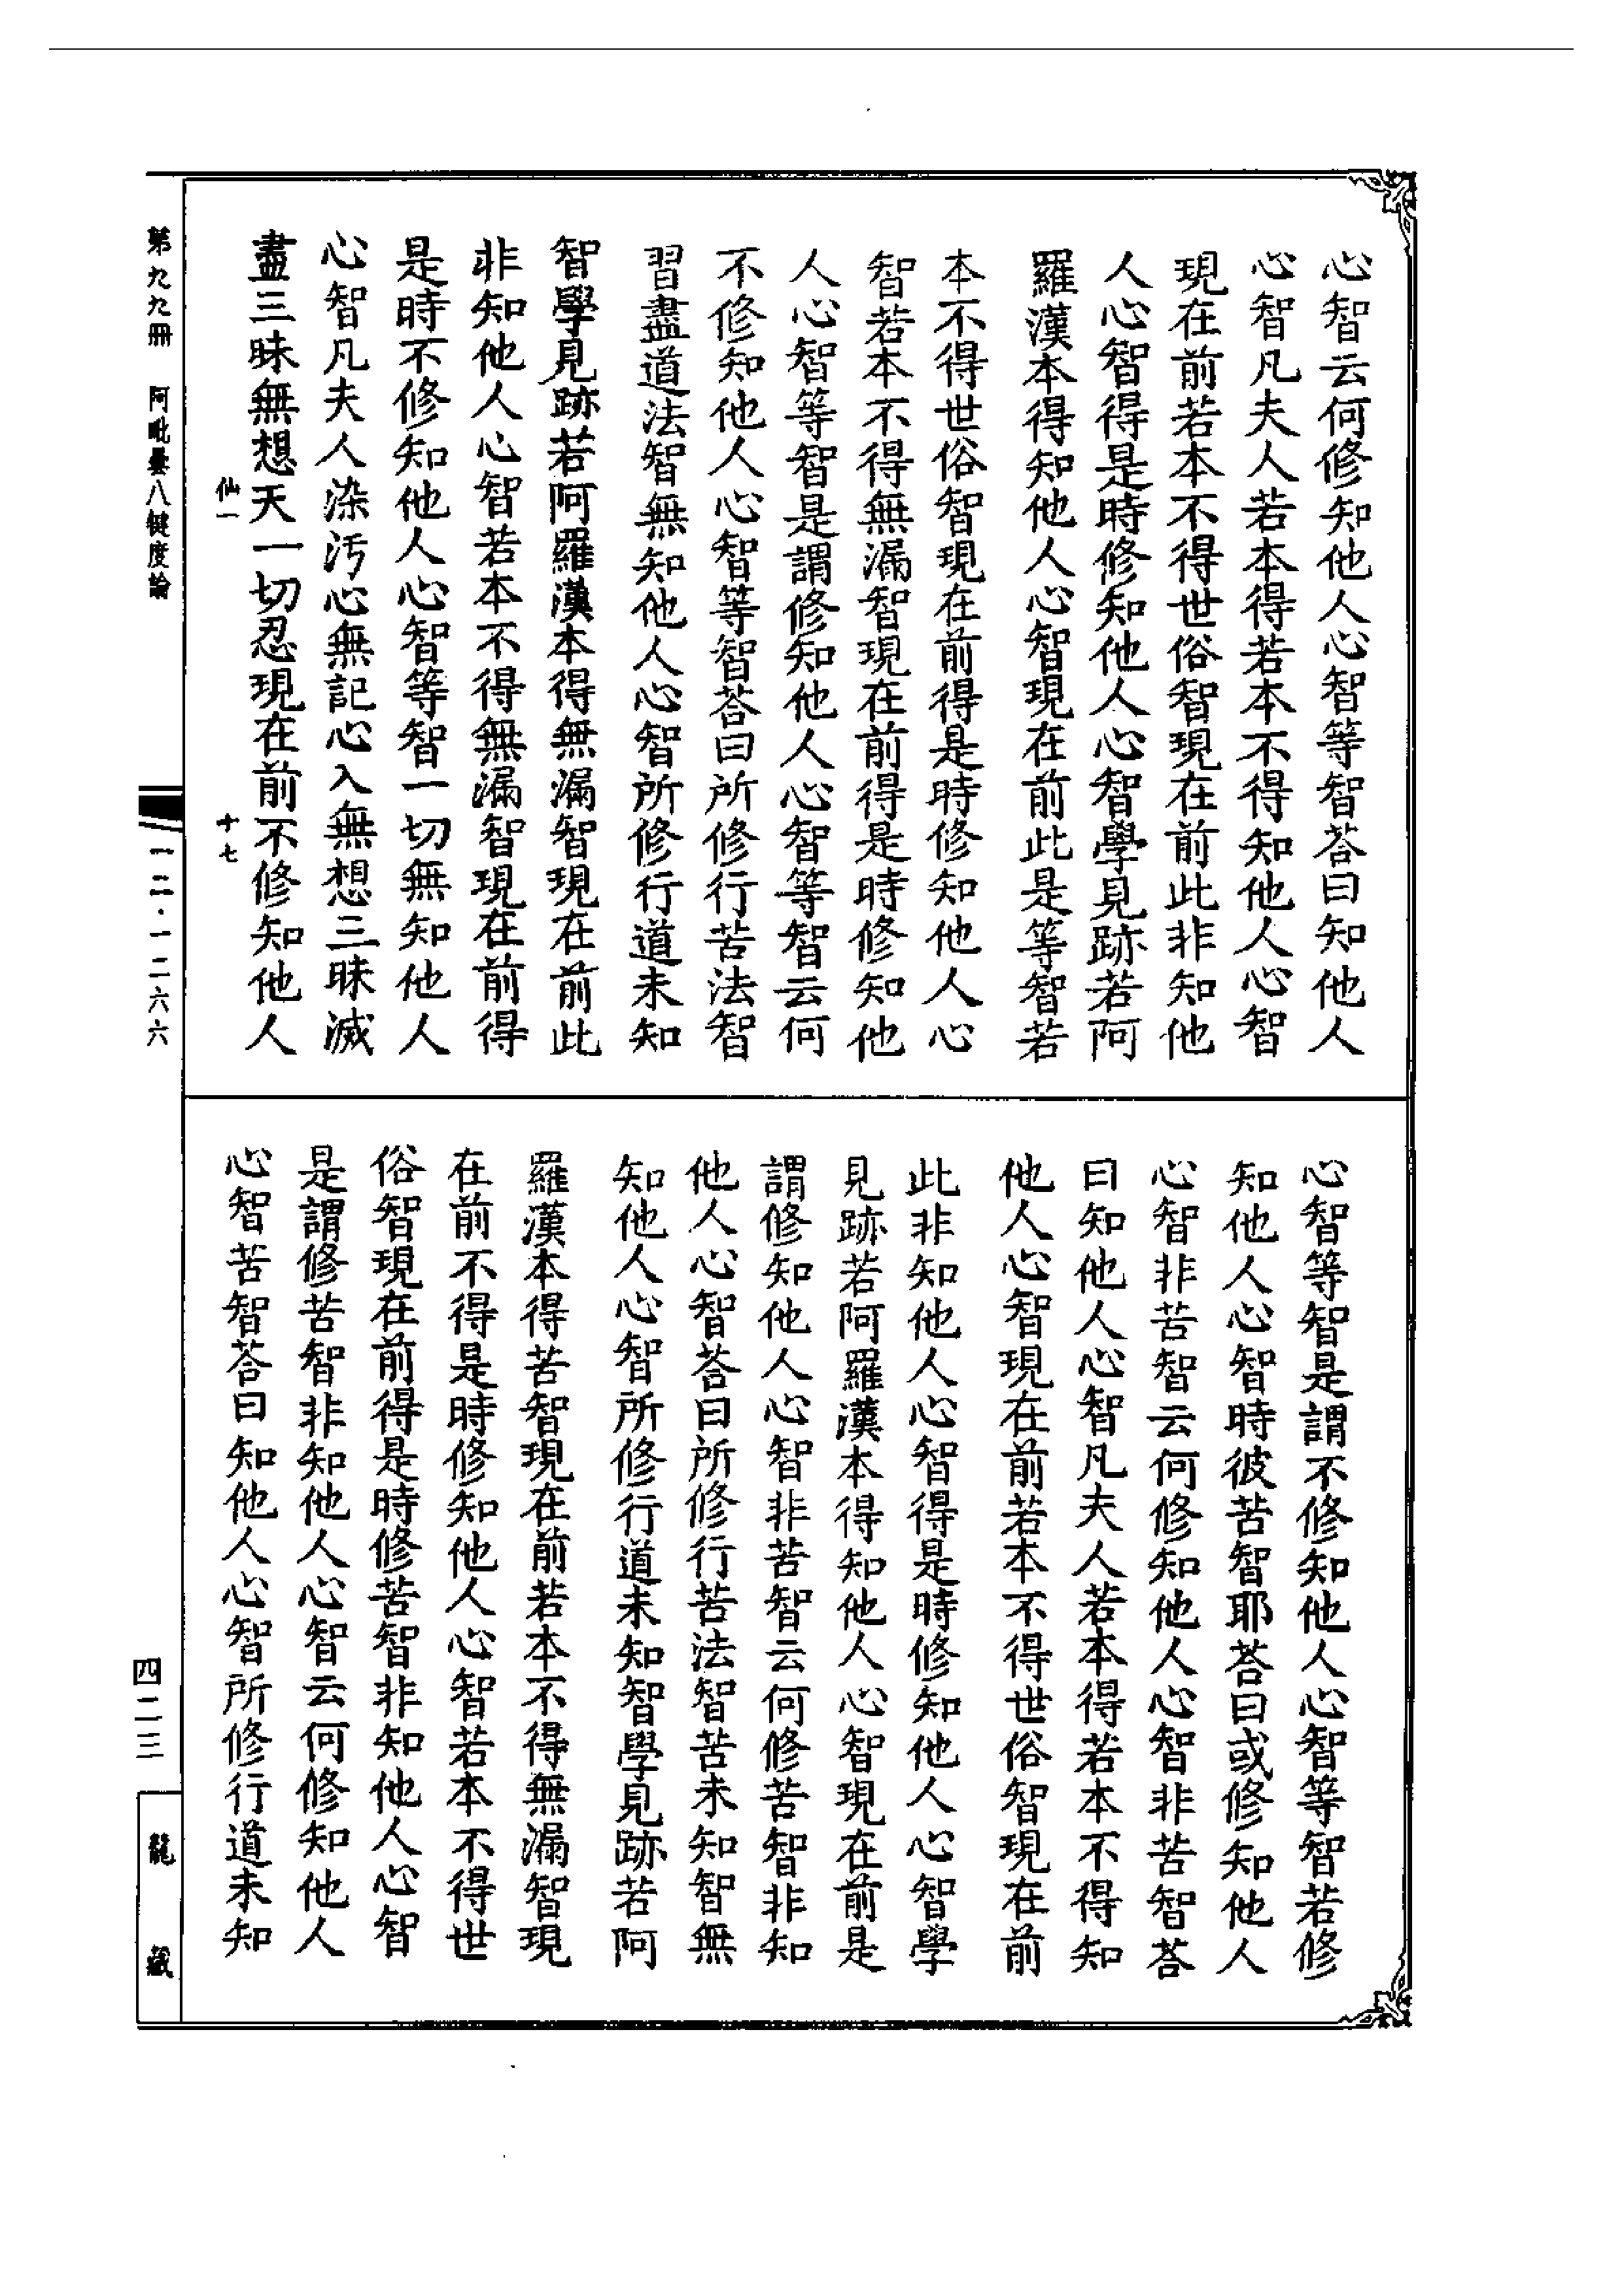 心智云何修知他人心智等智荅曰知他人
心智凡夫人若本得若本不得知他人心智
現在前若本不得世俗智現在前此非知他
人心智得是時修知他人心智學見跡若阿
羅漢本得知他人心智現在前此是等智若
本不得世俗智現在前得是時修知他人心
智若本不得無漏智現在前得是時修知他
人心智等智是謂修知他人心智等智云何
不修知他人心智等智荅曰所修行苦法智
習盡道法智無知他人心智所修行道未知
智學見跡若阿羅漢本得無漏智現在前此
非知他人心智若本不得無漏智現在前得
是時不修知他人心智等智一切無知他人
心智凡夫人染污心無記心入無想三昧滅
盡三昧無想天一切忍現在前不修知他人
仙一 十七
心智等智是謂不修知他人心智等智若修
知他人心智時彼苦智耶荅曰或修知他人
心智非苦智云何修知他人心智非苦智荅
曰知他人心智凡夫人若本得若本不得知
他人心智現在前若本不得世俗智現在前
此非知他人心智得是時修知他人心智學
見跡若阿羅漢本得知他人心智現在前是
謂修知他人心智非苦智云何修苦智非知
他人心智荅曰所修行苦法智苦未知智無
知他人心智所修行道未知智學見跡若阿
羅漢本得苦智現在前若本不得無漏智現
在前不得是時修知他人心智若本不得世
俗智現在前得是時修苦智非知他人心智
是謂修苦智非知他人心智云何修知他人
心智苦智荅曰知他人心智所修行道未知
第九九冊 阿毗曇八犍度論
一二·一二六六
四二三
龍藏